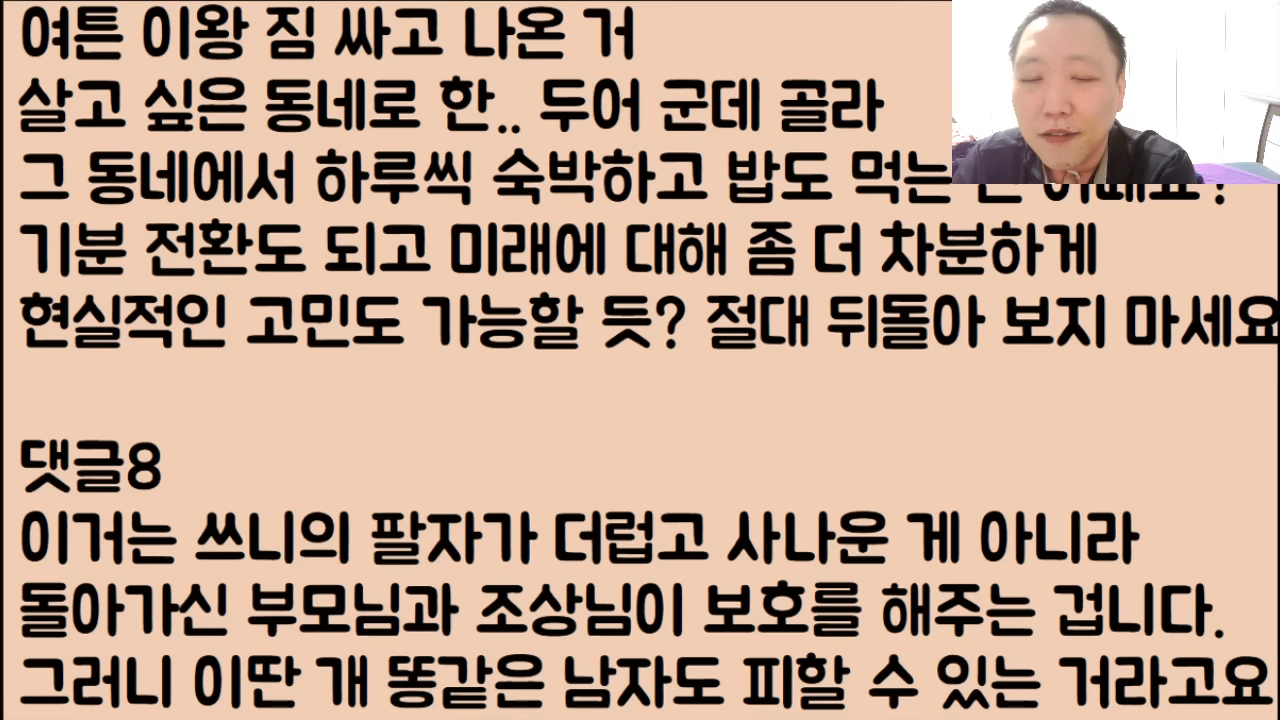 여튼 이왕 짐 싸고 나온 거
살고 싶은 동네로 한.. 두어 군데 골라
그 동네에서 하루씩 숙박하고 밥도 먹는
기분 전환도 되고 미래에 대해 좀 더 차분하게
현실적인 고민도 가능할 듯? 절대 뒤돌아 보지 마세요
댓글8
이거는 쓰니의 팔자가 더럽고 사나운 게 아니라
돌아가신 부모님과 조상님이 보호를 해주는 겁니다.
그러니 이딴 개 똥같은 남자도 피할 수 있는 거라고요